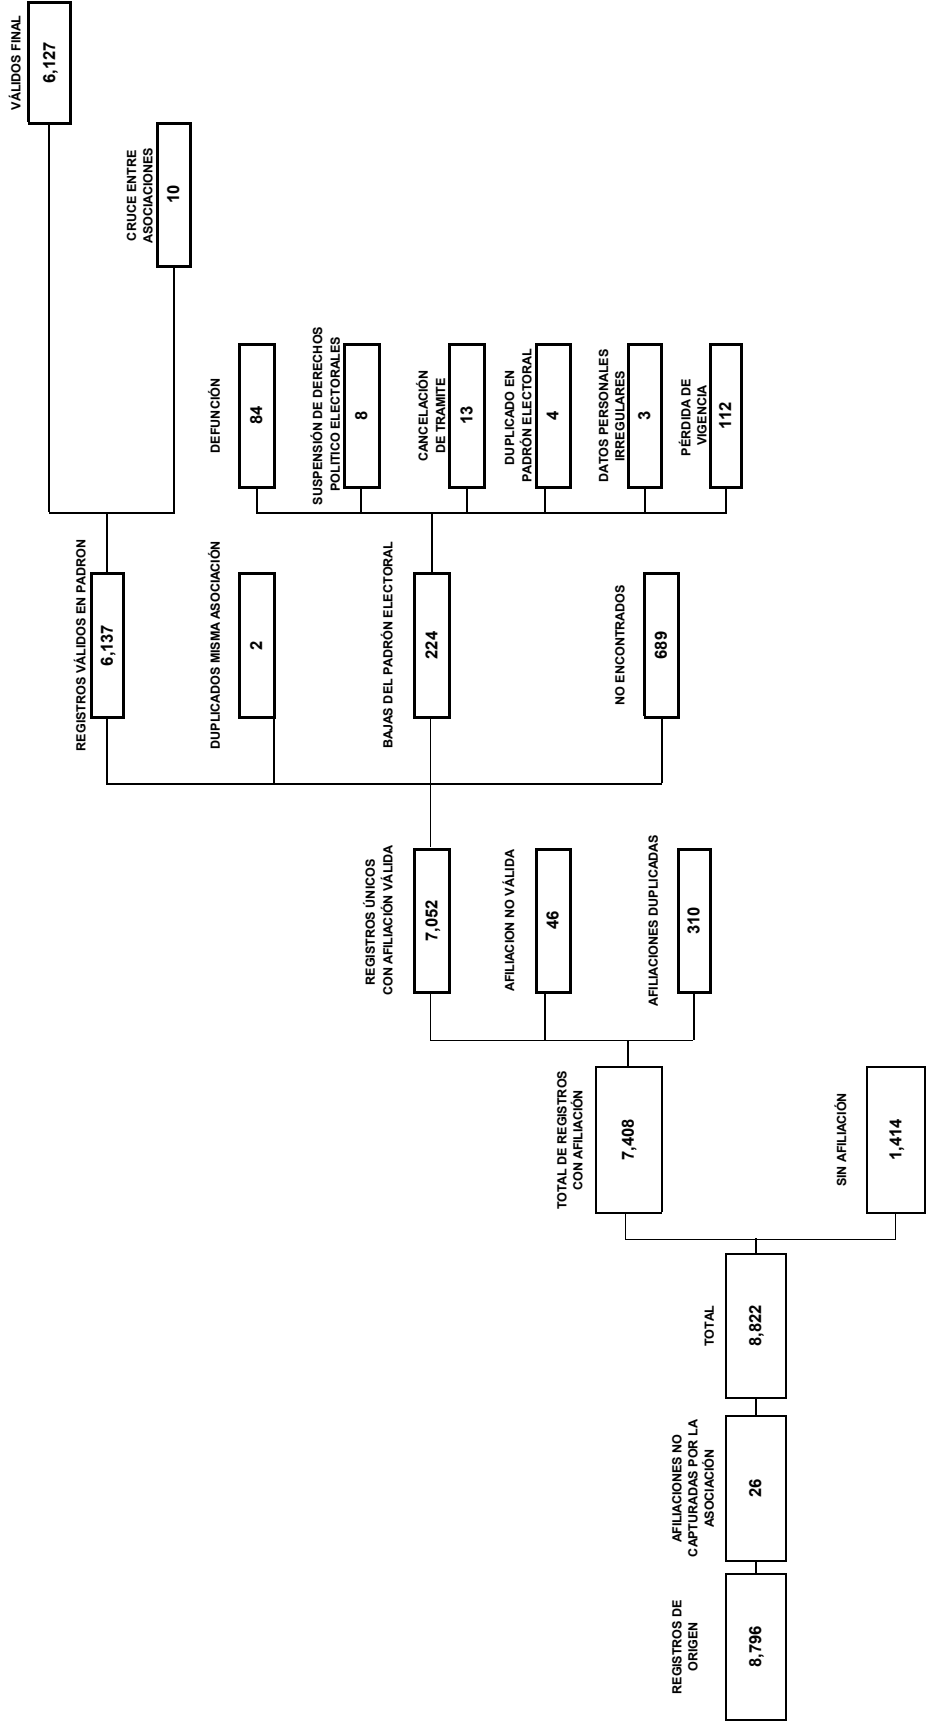 REGISTROS DE
ORIGEN
8,796
AFILIACIONES NO
CAPTURADAS POR LA
ASOCIACIÓN
26
TOTAL
8,822
TOTAL DE REGISTROS
CON AFILIACIÓN
7,408
SIN AFILIACIÓN
1,414
REGISTROS ÚNICOS
CON AFILIACIÓN VÁLIDA
7,052
AFILIACION NO VÁLIDA
46
AFILIACIONES DUPLICADAS
310
REGISTROS VÁLIDOS EN PADRON
6,137
DUPLICADOS MISMA ASOCIACIÓN
2
BAJAS DEL PADRÓN ELECTORAL
224
NO ENCONTRADOS
689
DEFUNCIÓN
84
SUSPENSIÓN DE DERECHOS
POLITICO ELECTORALES
8
CANCELACIÓN
DE TRAMITE
13
DUPLICADO EN
PADRÓN ELECTORAL
4
DATOS PERSONALES
IRREGULARES
3
PÉRDIDA DE
VIGENCIA
112
VÁLIDOS FINAL
6,127
CRUCE ENTRE
ASOCIACIONES
10